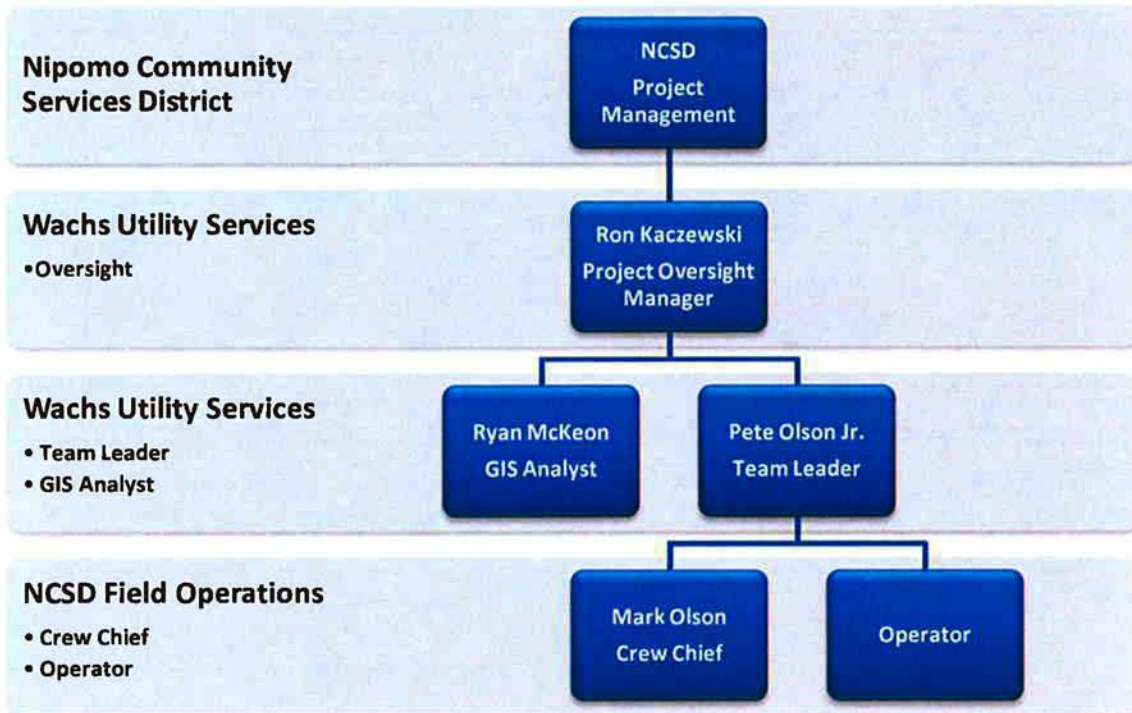 Nipomo Community
Services District
NCSD
Project
Management
Wachs Utility Services
•Oversight
Ron Kaczewski
Project Oversight
Manager
Wachs Utility Services
• Team Leader
• GIS Analyst
Ryan McKeon
GIS Analyst
Pete Olson Jr.
Team Leader
NCSD Field Operations
• Crew Chief
• Operator
Mark Olson
Crew Chief
Operator